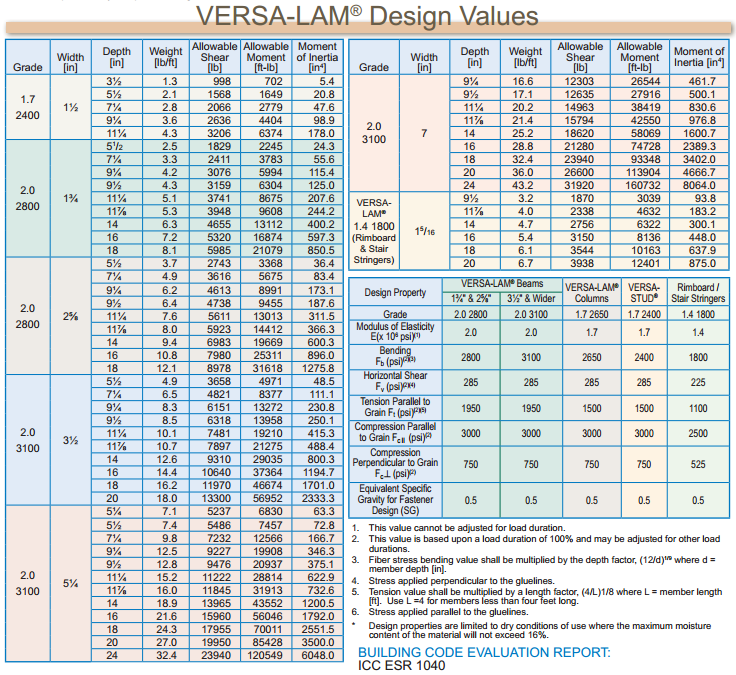 VERSA-LAM® Design Values
Grade Width [in] Depth [in] Weight [lb/ft] Allowable Shear [lb] Allowable Moment [ft-lb] Moment of Inertia [in⁴]
1.7 2400 1½
3½ 1.3 998 702 5.4
5½ 2.1 1568 1649 20.8
7¼ 2.8 2066 2779 47.6
9¼ 3.6 2636 4404 98.9
11¼ 4.3 3206 6374 178.0
2.0 2800 1¾
5½ 2.5 1829 2245 24.3
7¼ 3.3 2411 3783 55.6
9¼ 4.2 3076 5994 115.4
9½ 4.3 3159 6304 125.0
11¼ 5.1 3741 8675 207.6
11⅞ 5.3 3948 9608 244.2
14 6.3 4655 13112 400.2
16 7.2 5320 16874 597.3
18 8.1 5985 21079 850.5
2.0 2800 2⅝
5½ 3.7 2743 3368 36.4
7¼ 4.9 3616 5675 83.4
9¼ 6.2 4613 8991 173.1
9½ 6.4 4738 9455 187.6
11¼ 7.6 5611 13013 311.5
11⅞ 8.0 5923 14412 366.3
14 9.4 6983 19669 600.3
16 10.8 7980 25311 896.0
18 12.1 8978 31618 1275.8
2.0 3100 3½
5½ 4.9 3658 4971 48.5
7¼ 6.5 4821 8377 111.1
9¼ 8.3 6151 13272 230.8
9½ 8.5 6318 13958 250.1
11¼ 10.1 7481 19210 415.3
11⅞ 10.7 7897 21275 488.4
14 12.6 9310 29035 800.3
16 14.4 10640 37364 1194.7
18 16.2 11970 46674 1701.0
20 18.0 13300 56952 2333.3
2.0 3100 5¼
5¼ 7.1 5237 6830 63.3
5½ 7.4 5486 7457 72.8
7¼ 9.8 7232 12566 166.7
9¼ 12.5 9227 19908 346.3
9½ 12.8 9476 20937 375.1
11¼ 15.2 11222 28814 622.9
11⅞ 16.0 11845 31913 732.6
14 18.9 13965 43552 1200.5
16 21.6 15960 56046 1792.0
18 24.3 17955 70011 2551.5
20 27.0 19950 85428 3500.0
24 32.4 23940 120549 6048.0
Grade Width [in] Depth [in] Weight [lb/ft] Allowable Shear [lb] Allowable Moment [ft-lb] Moment of Inertia [in⁴]
2.0 3100 7
9¼ 16.6 12303 26544 461.7
9½ 17.1 12635 27916 500.1
11¼ 20.2 14963 38419 830.6
11⅞ 21.4 15794 42550 976.8
14 25.2 18620 58069 1600.7
16 28.8 21280 74728 2389.3
18 32.4 23940 93348 3402.0
20 36.0 26600 113904 4666.7
24 43.2 31920 160732 8064.0
VERSA-LAM® 1.4 1800 (Rimboard & Stair Stringers) 1⁵/₁₆
9½ 3.2 1870 3039 93.8
11⅞ 4.0 2338 4632 183.2
14 4.7 2756 6322 300.1
16 5.4 3150 8136 448.0
18 6.1 3544 10163 637.9
20 6.7 3938 12401 875.0
Design Property VERSA-LAM® Beams VERSA-LAM® Columns VERSA-STUD® Rimboard / Stair Stringers
1¾" & 2⅝" 3½" & Wider
Grade 2.0 2800 2.0 3100 1.7 2650 1.7 2400 1.4 1800
Modulus of Elasticity E(x 10⁶ psi)⁽¹⁾ 2.0 2.0 1.7 1.7 1.4
Bending Fb (psi)⁽²⁾⁽³⁾ 2800 3100 2650 2400 1800
Horizontal Shear Fv (psi)⁽²⁾⁽⁴⁾ 285 285 285 285 225
Tension Parallel to Grain Ft (psi)⁽²⁾⁽⁵⁾ 1950 1950 1500 1500 1100
Compression Parallel to Grain Fc|| (psi)⁽²⁾ 3000 3000 3000 3000 2500
Compression Perpendicular to Grain Fc⊥ (psi)⁽²⁾ 750 750 750 750 525
Equivalent Specific Gravity for Fastener Design (SG) 0.5 0.5 0.5 0.5 0.5
1. This value cannot be adjusted for load duration.
2. This value is based upon a load duration of 100% and may be adjusted for other load
durations.
3. Fiber stress bending value shall be multiplied by the depth factor, (12/d)¹/⁹ where d =
member depth [in].
4. Stress applied perpendicular to the gluelines.
5. Tension value shall be multiplied by a length factor, (4/L)1/8 where L = member length
[ft]. Use L =4 for members less than four feet long.
6. Stress applied parallel to the gluelines.
* Design properties are limited to dry conditions of use where the maximum moisture
content of the material will not exceed 16%.
BUILDING CODE EVALUATION REPORT:
ICC ESR 1040